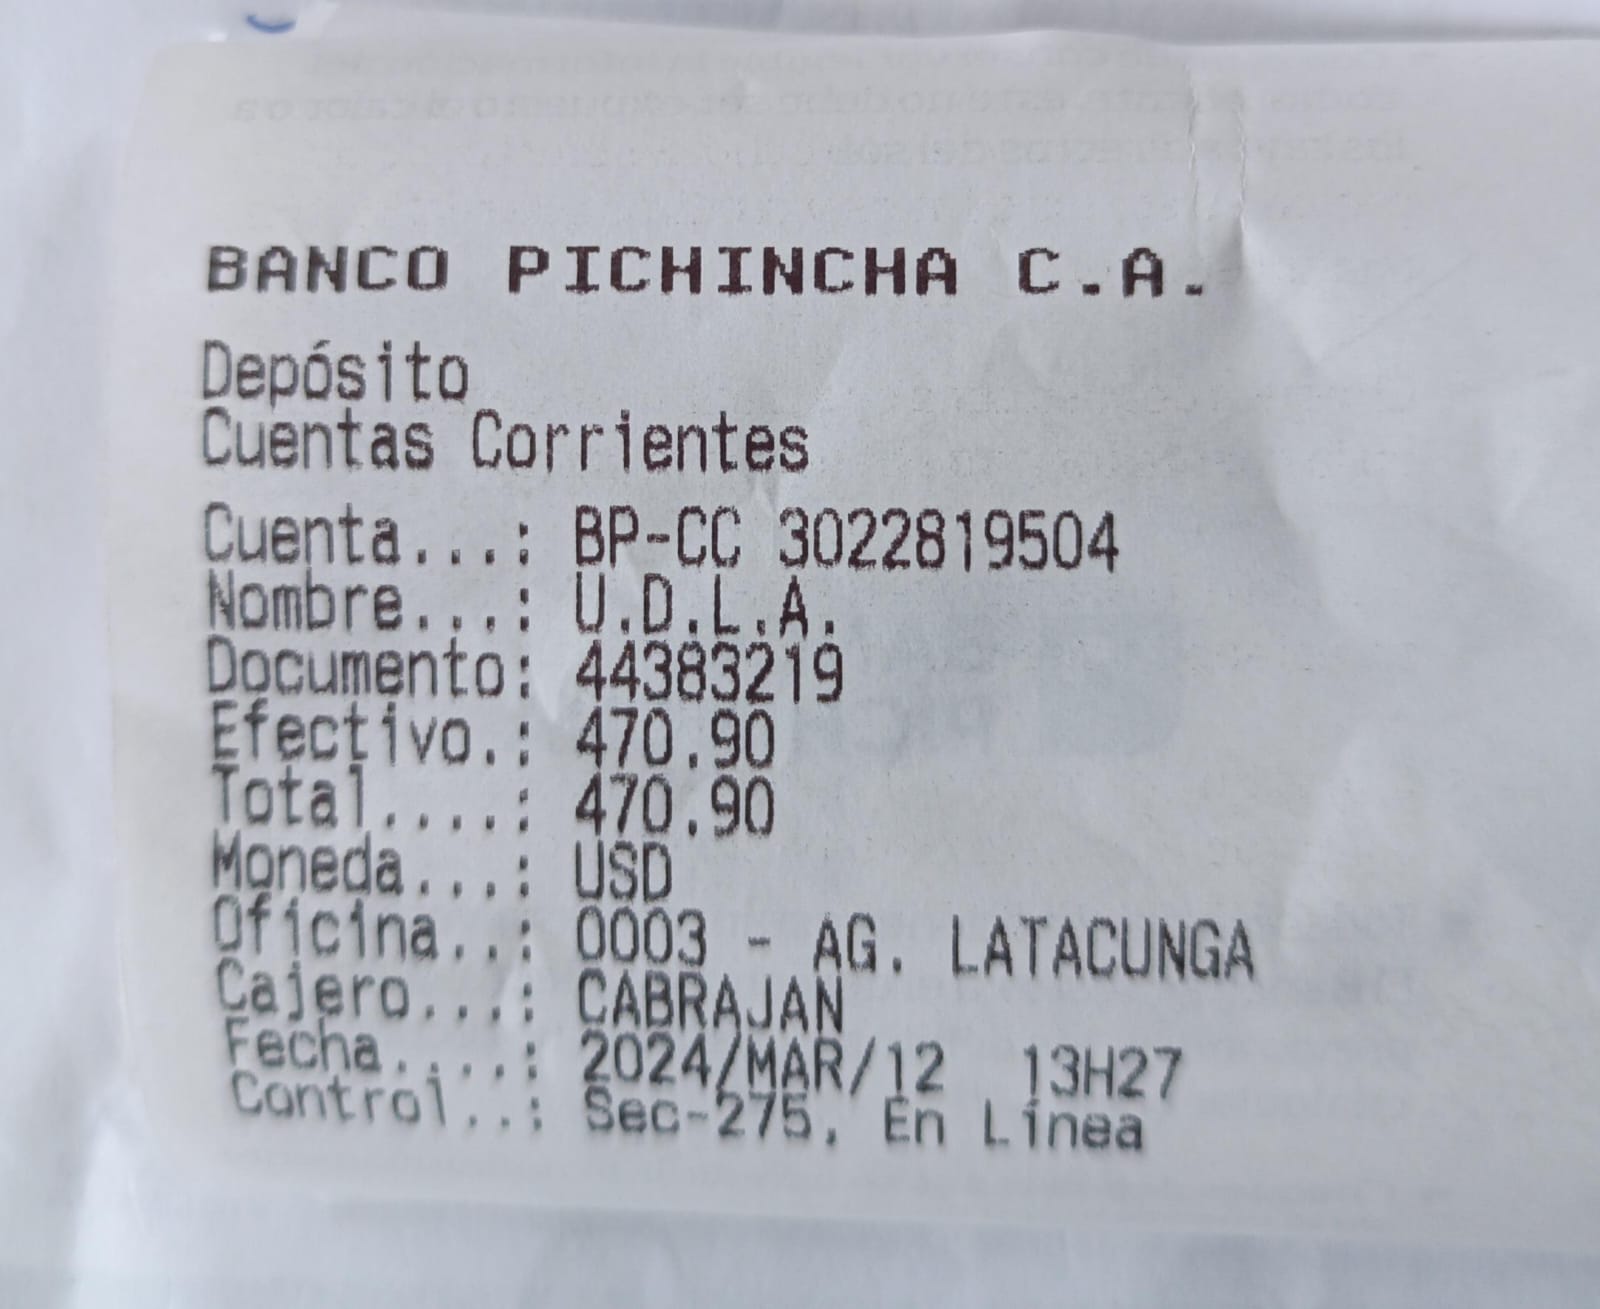 BANCO PICHINCHA C.A.
Depósito
Cuentas Corrientes
Cuenta...: BP-CC 3022819504
Nombre...: U.D.L.A.
Documento: 44383219
Efectivo.: 470.90
Total....: 470.90
Moneda...: USD
Oficina..: 0003 - AG. LATACUNGA
Cajero...: CABRAJAN
Fecha....: 2024/MAR/12 13H27
Control..: Sec-275, En Línea